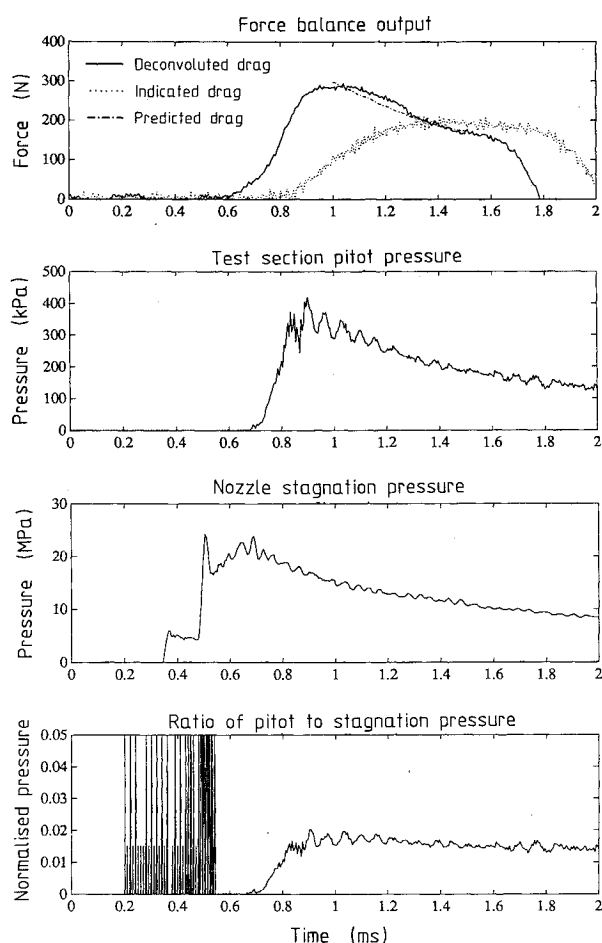 Force balance output
Force (N)
400
300
200
100
0
Deconvoluted drag
Indicated drag
Predicted drag
0 0.2 0.4 0.6 0.8 1 1.2 1.4 1.6 1.8 2
Test section pitot pressure
Pressure (kPa)
500
400
300
200
100
0
0 0.2 0.4 0.6 0.8 1 1.2 1.4 1.6 1.8 2
Nozzle stagnation pressure
Pressure (MPa)
30
20
10
0
0 0.2 0.4 0.6 0.8 1 1.2 1.4 1.6 1.8 2
Ratio of pitot to stagnation pressure
Normalised pressure
0.05
0.04
0.03
0.02
0.01
0
0 0.2 0.4 0.6 0.8 1 1.2 1.4 1.6 1.8 2
Time (ms)